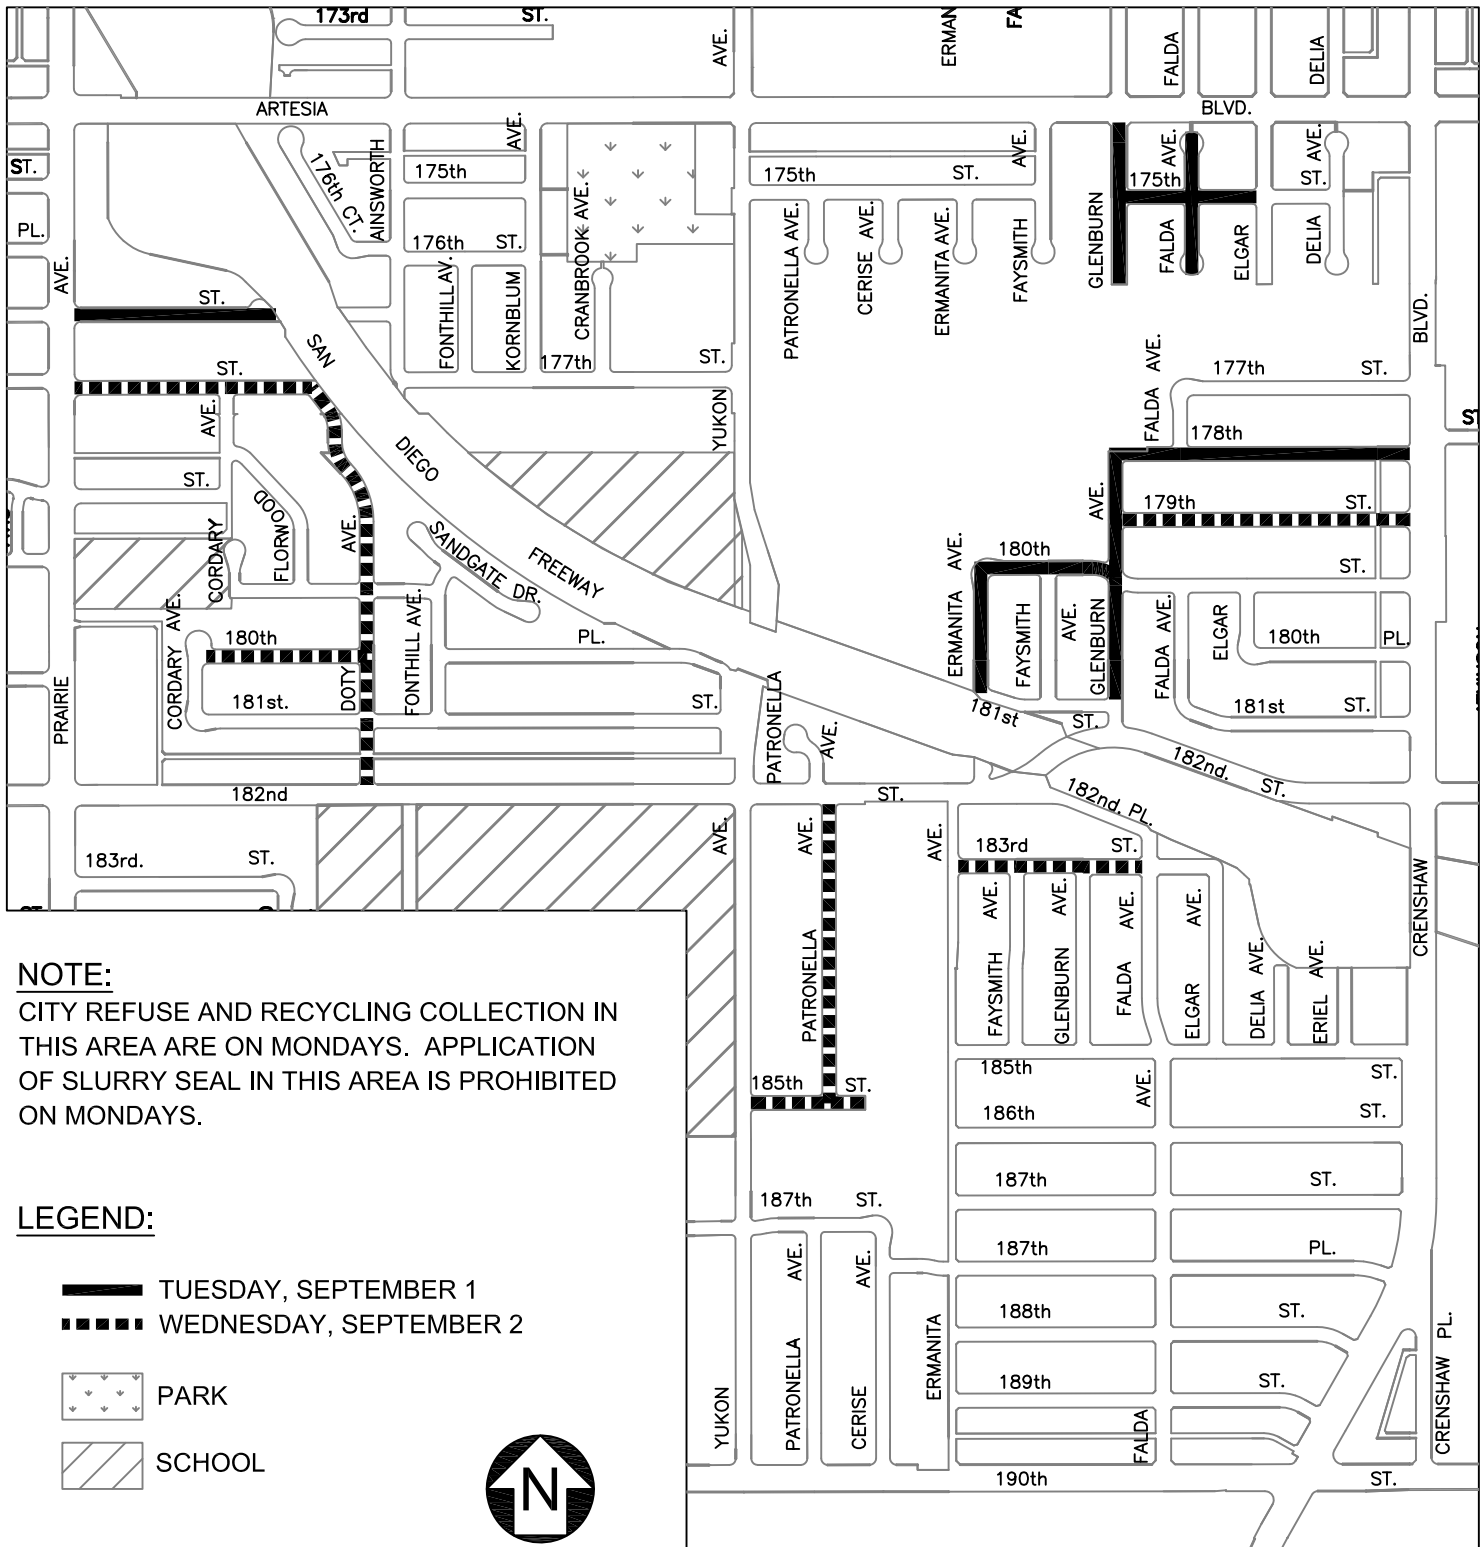 173rd ST.
AVE.
ERMAN
FA
FALDA
DELIA
ARTESIA BLVD.
ST.
PL.
AVE.
176th CT.
AINSWORTH
AVE.
175th
176th ST.
CRANBROOK AVE.
FONTHILL AV.
KORNBLUM
177th ST.
175th ST.
AVE.
PATRONELLA AVE.
CERISE AVE.
ERMANITA AVE.
FAYSMITH
GLENBURN
AVE.
175th
FALDA
ELGAR
AVE.
ST.
DELIA
BLVD.
ST.
SAN
DIEGO
FREEWAY
ST.
AVE.
ST.
FLORWOOD
CORDARY
AVE.
YUKON
SANDGATE DR.
FALDA AVE.
177th ST.
178th
ST
AVE.
179th ST.
ST.
ERMANITA AVE.
180th
FAYSMITH
AVE.
GLENBURN
FALDA AVE.
ELGAR
180th PL.
181st ST.
CORDARY AVE.
180th
181st.
DOTY
FONTHILL AVE.
PL.
ST.
PRAIRIE
PATRONELLA
AVE.
181st ST.
182nd. ST.
182nd. PL.
182nd ST.
183rd. ST.
AVE.
AVE.
AVE.
183rd ST.
CRENSHAW
PATRONELLA
FAYSMITH AVE.
GLENBURN AVE.
FALDA AVE.
ELGAR AVE.
DELIA AVE.
ERIEL AVE.
185th ST.
185th ST.
AVE.
186th ST.
187th ST.
187th ST.
187th PL.
188th ST.
189th ST.
YUKON
PATRONELLA AVE.
CERISE AVE.
ERMANITA
FALDA
CRENSHAW PL.
190th ST.
NOTE:
CITY REFUSE AND RECYCLING COLLECTION IN
THIS AREA ARE ON MONDAYS. APPLICATION
OF SLURRY SEAL IN THIS AREA IS PROHIBITED
ON MONDAYS.
LEGEND:
TUESDAY, SEPTEMBER 1
WEDNESDAY, SEPTEMBER 2
PARK
SCHOOL
N